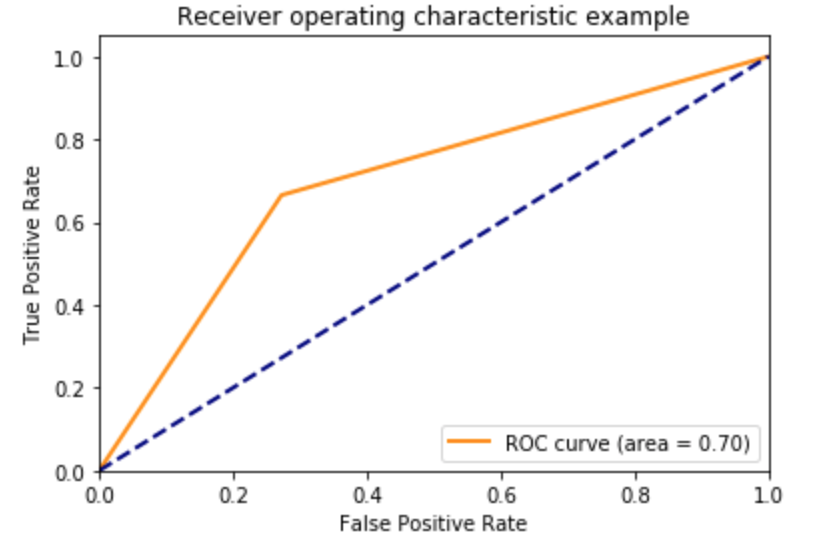 Receiver operating characteristic example
True Positive Rate
1.0
0.8
0.6
0.4
0.2
0.0
ROC curve (area = 0.70)
0.0 0.2 0.4 0.6 0.8 1.0
False Positive Rate